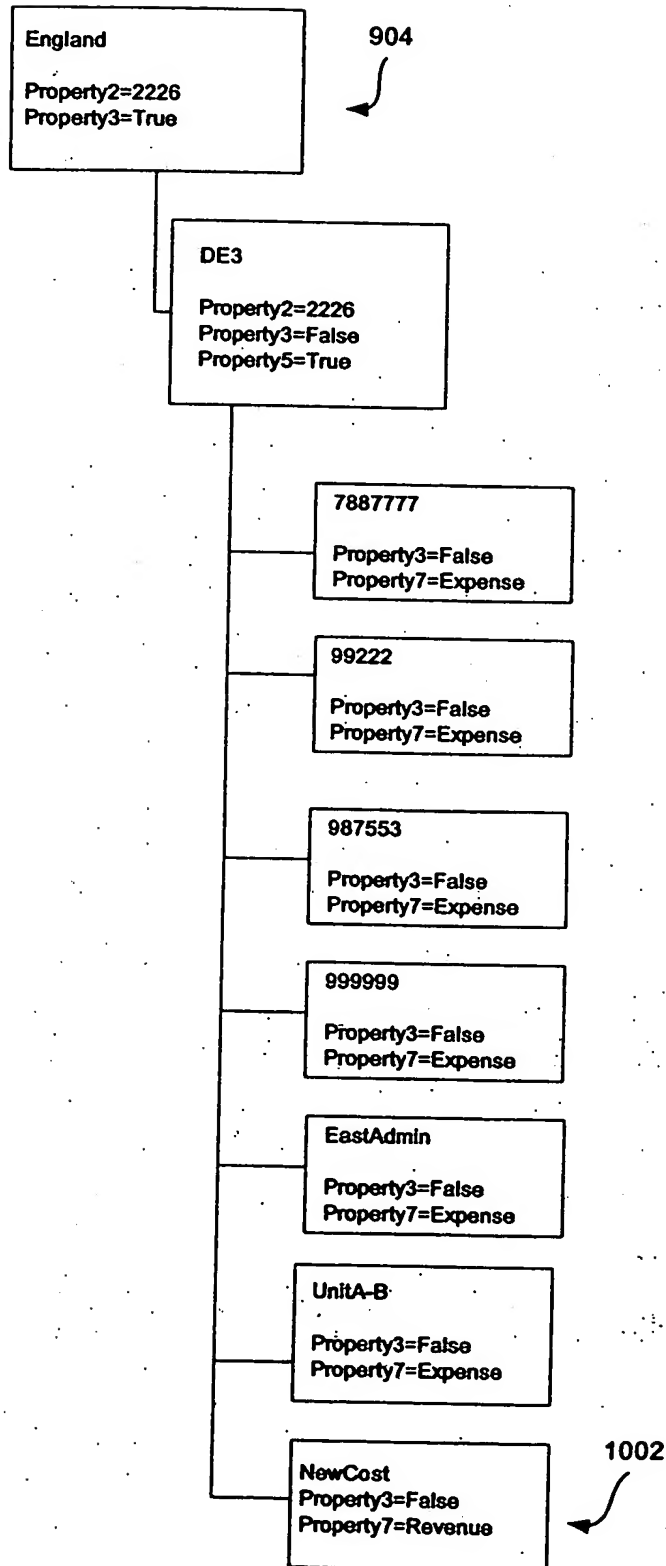 England
904
Property2=2226
Property3=True
DE3
Property2=2226
Property3=False
Property5=True
7887777
Property3=False
Property7=Expense
99222
Property3=False
Property7=Expense
987553
Property3=False
Property7=Expense
999999
Property3=False
Property7=Expense
EastAdmin
Property3=False
Property7=Expense
UnitA-B
Property3=False
Property7=Expense
1002
NewCost
Property3=False
Property7=Revenue